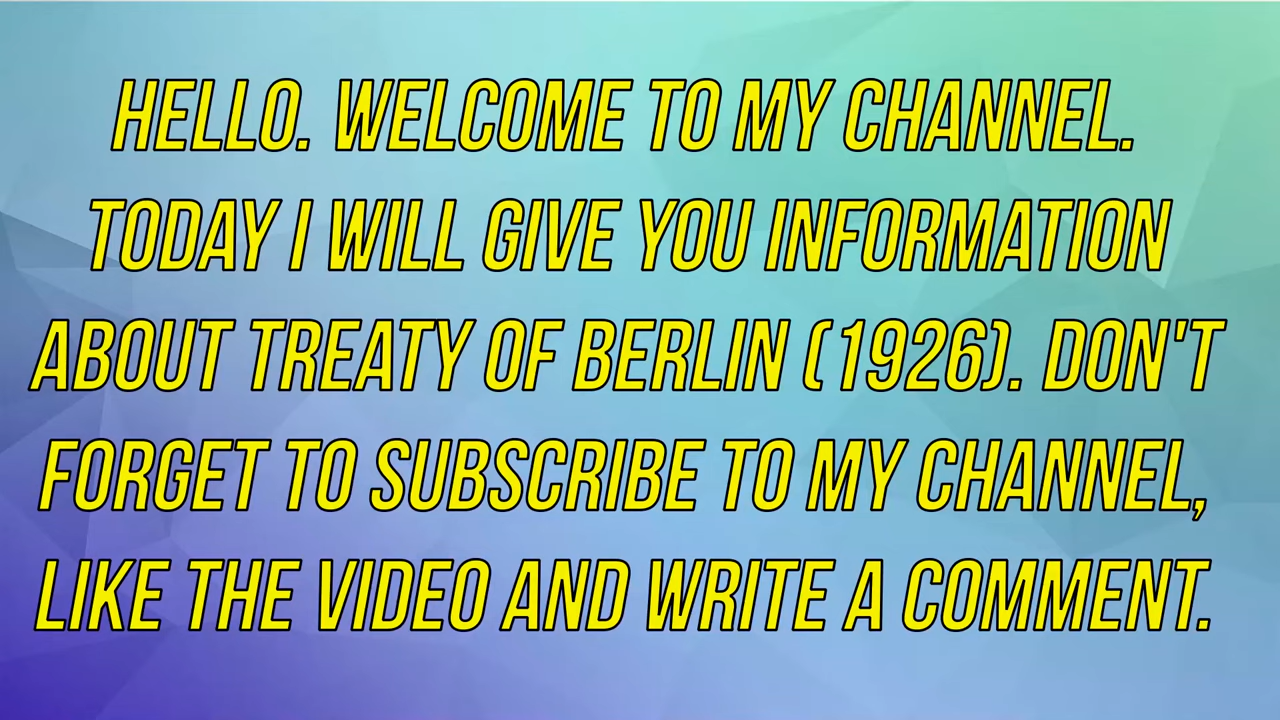 HELLO. WELCOME TO MY CHANNEL.
TODAY I WILL GIVE YOU INFORMATION
ABOUT TREATY OF BERLIN (1926). DON'T
FORGET TO SUBSCRIBE TO MY CHANNEL,
LIKE THE VIDEO AND WRITE A COMMENT.